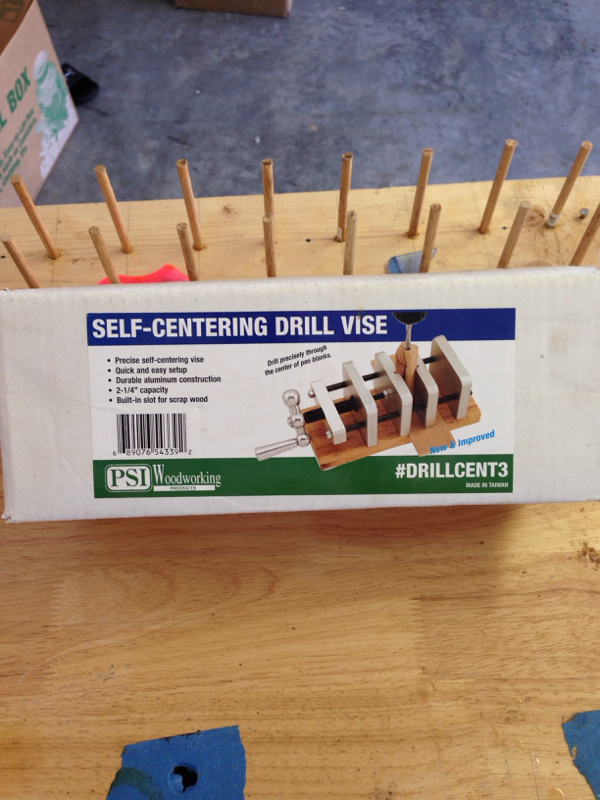 L BOX
SELF-CENTERING DRILL VISE
• Precise self-centering vise
• Quick and easy setup
• Durable aluminum construction
• 2-1/4" capacity
• Built-in slot for scrap wood
Drill precisely through
the center of pen blanks.
6 89076 54339 2
New & Improved
PSI Woodworking
PRODUCTS
#DRILLCENT3
MADE IN TAIWAN